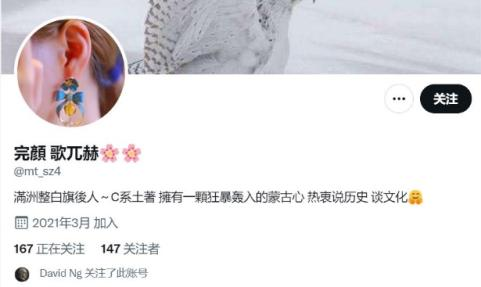 关注
完顏 歌兀赫🌸🌸
@mt_sz4
滿洲整白旗後人～C系土著 擁有一顆狂暴轰入的蒙古心 热衷说历史 谈文化🤗
2021年3月 加入
167 正在关注 147 关注者
David Ng 关注了此账号